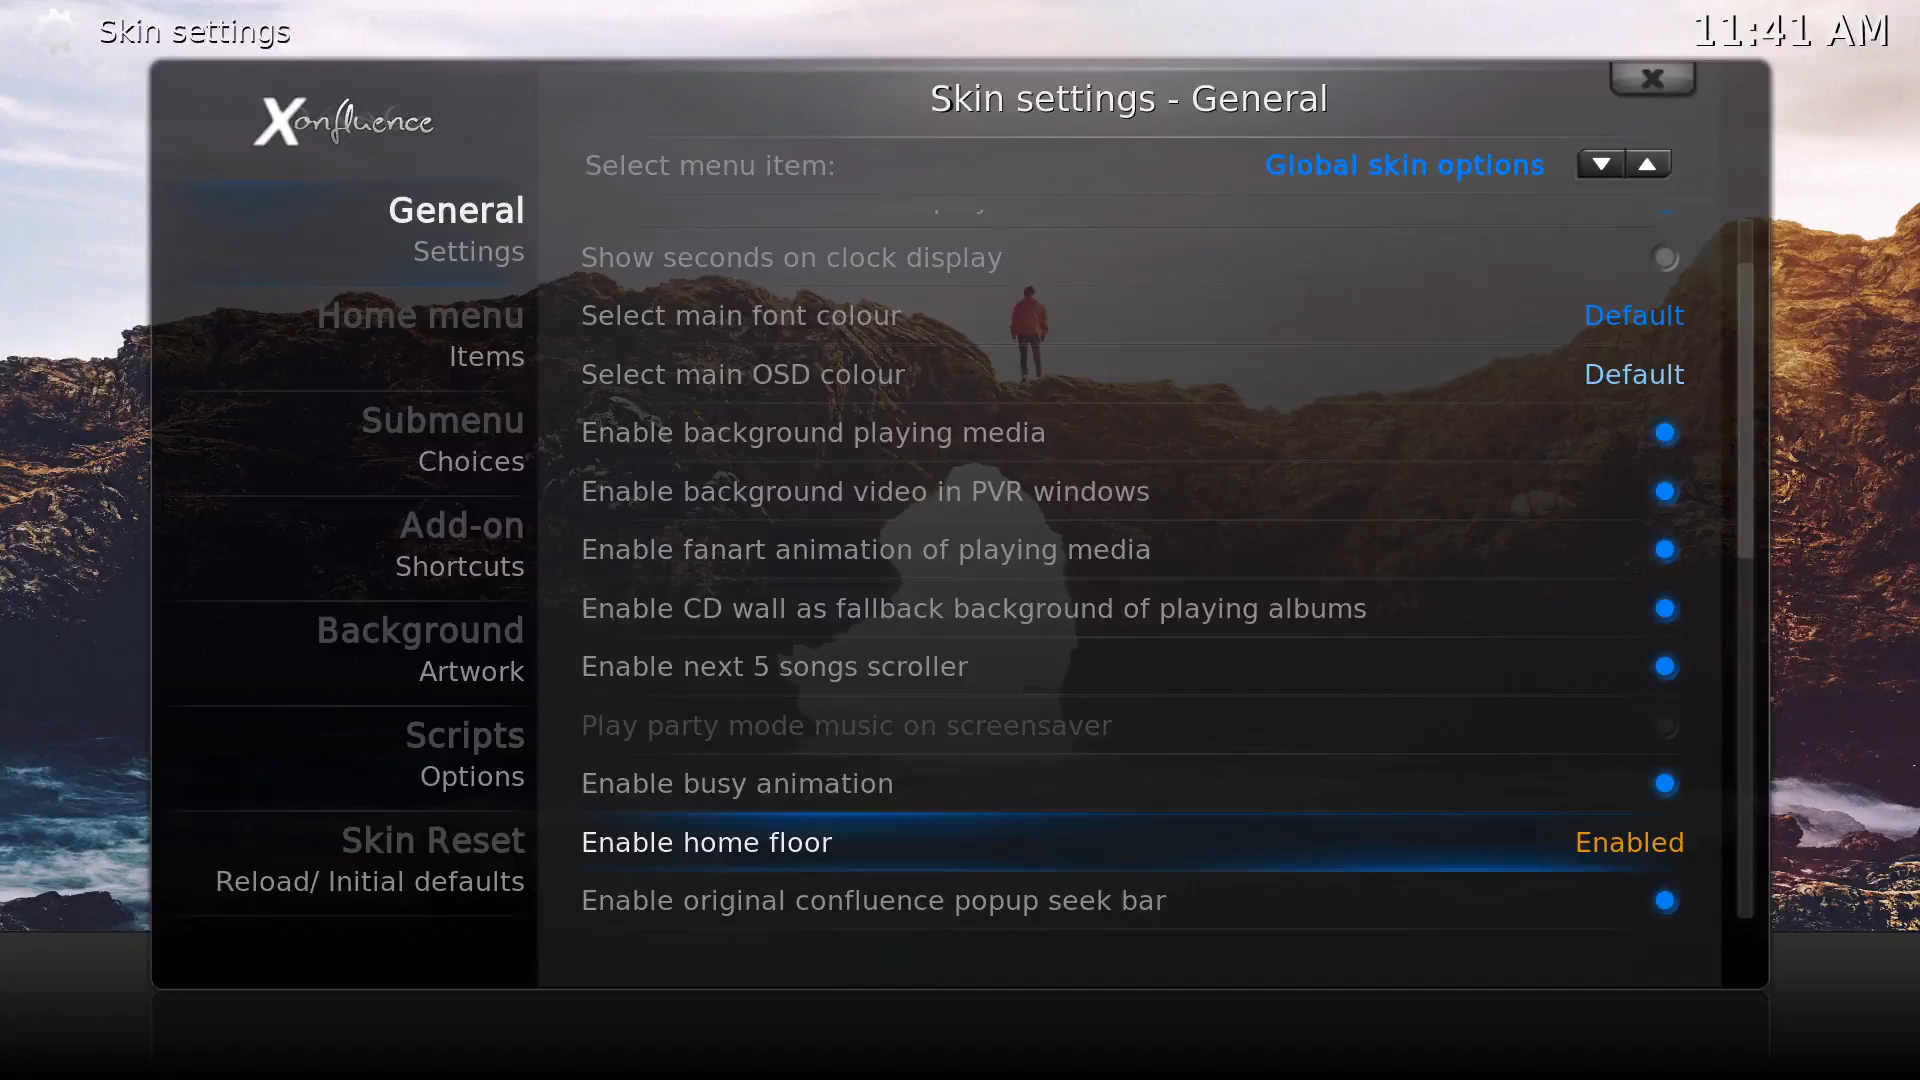 Skin settings
11:41 AM
Xonfluence
Skin settings - General
Select menu item:
Global skin options
General
Settings
Home menu
Items
Submenu
Choices
Add-on
Shortcuts
Background
Artwork
Scripts
Options
Skin Reset
Reload/ Initial defaults
Show seconds on clock display
Select main font colour Default
Select main OSD colour Default
Enable background playing media
Enable background video in PVR windows
Enable fanart animation of playing media
Enable CD wall as fallback background of playing albums
Enable next 5 songs scroller
Play party mode music on screensaver
Enable busy animation
Enable home floor Enabled
Enable original confluence popup seek bar